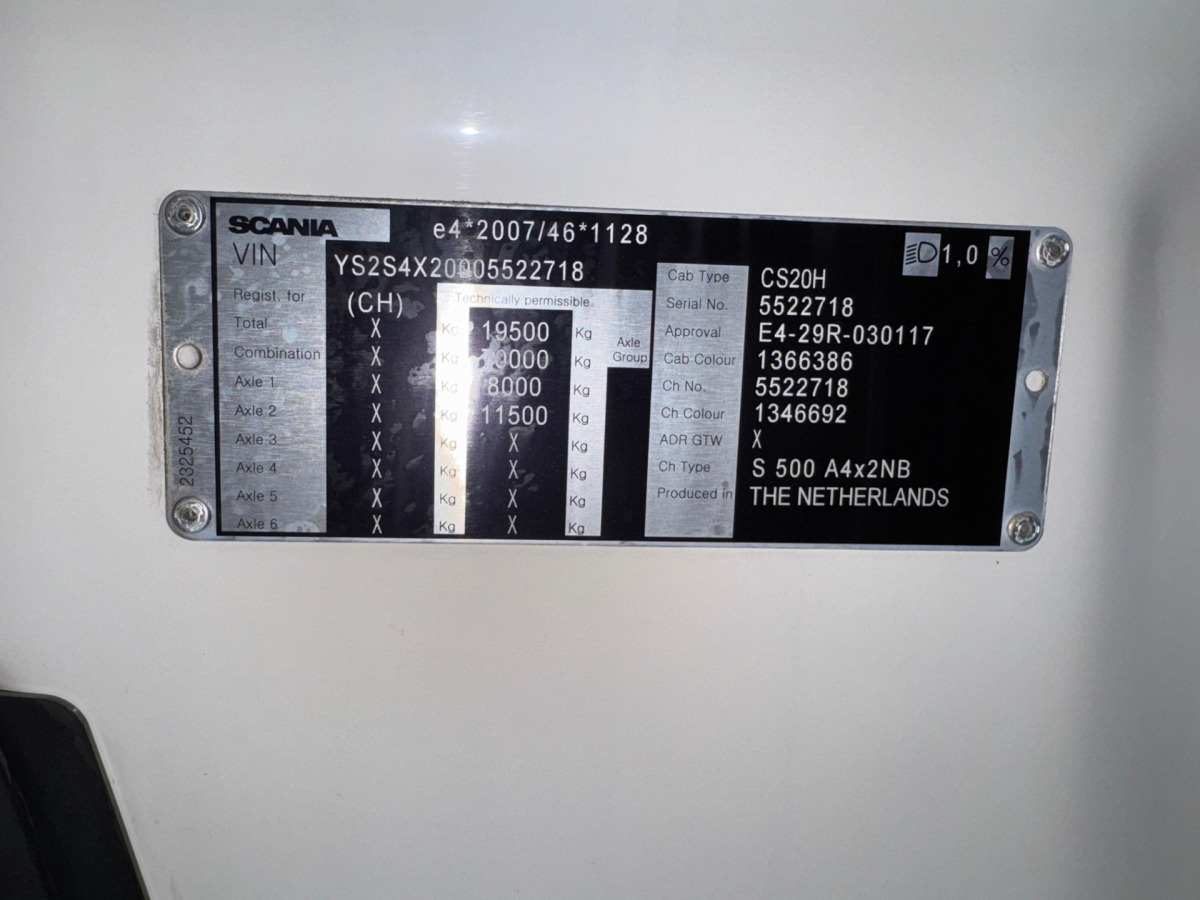 SCANIA e4*2007/46*1128
VIN YS2S4X20005522718
1,0 %
Regist. for (CH) Technically permissible
Total X Kg 19500 Kg Axle Group
Combination X Kg Kg
Axle 1 X Kg 8000 Kg
Axle 2 X Kg 11500 Kg
Axle 3 X Kg X Kg
Axle 4 X Kg X Kg
Axle 5 X Kg X Kg
Axle 6 X Kg X Kg
Cab Type CS20H
Serial No. 5522718
Approval E4-29R-030117
Cab Colour 1366386
Ch No. 5522718
Ch Colour 1346692
ADR GTW X
Ch Type S 500 A4x2NB
Produced in THE NETHERLANDS
2325452